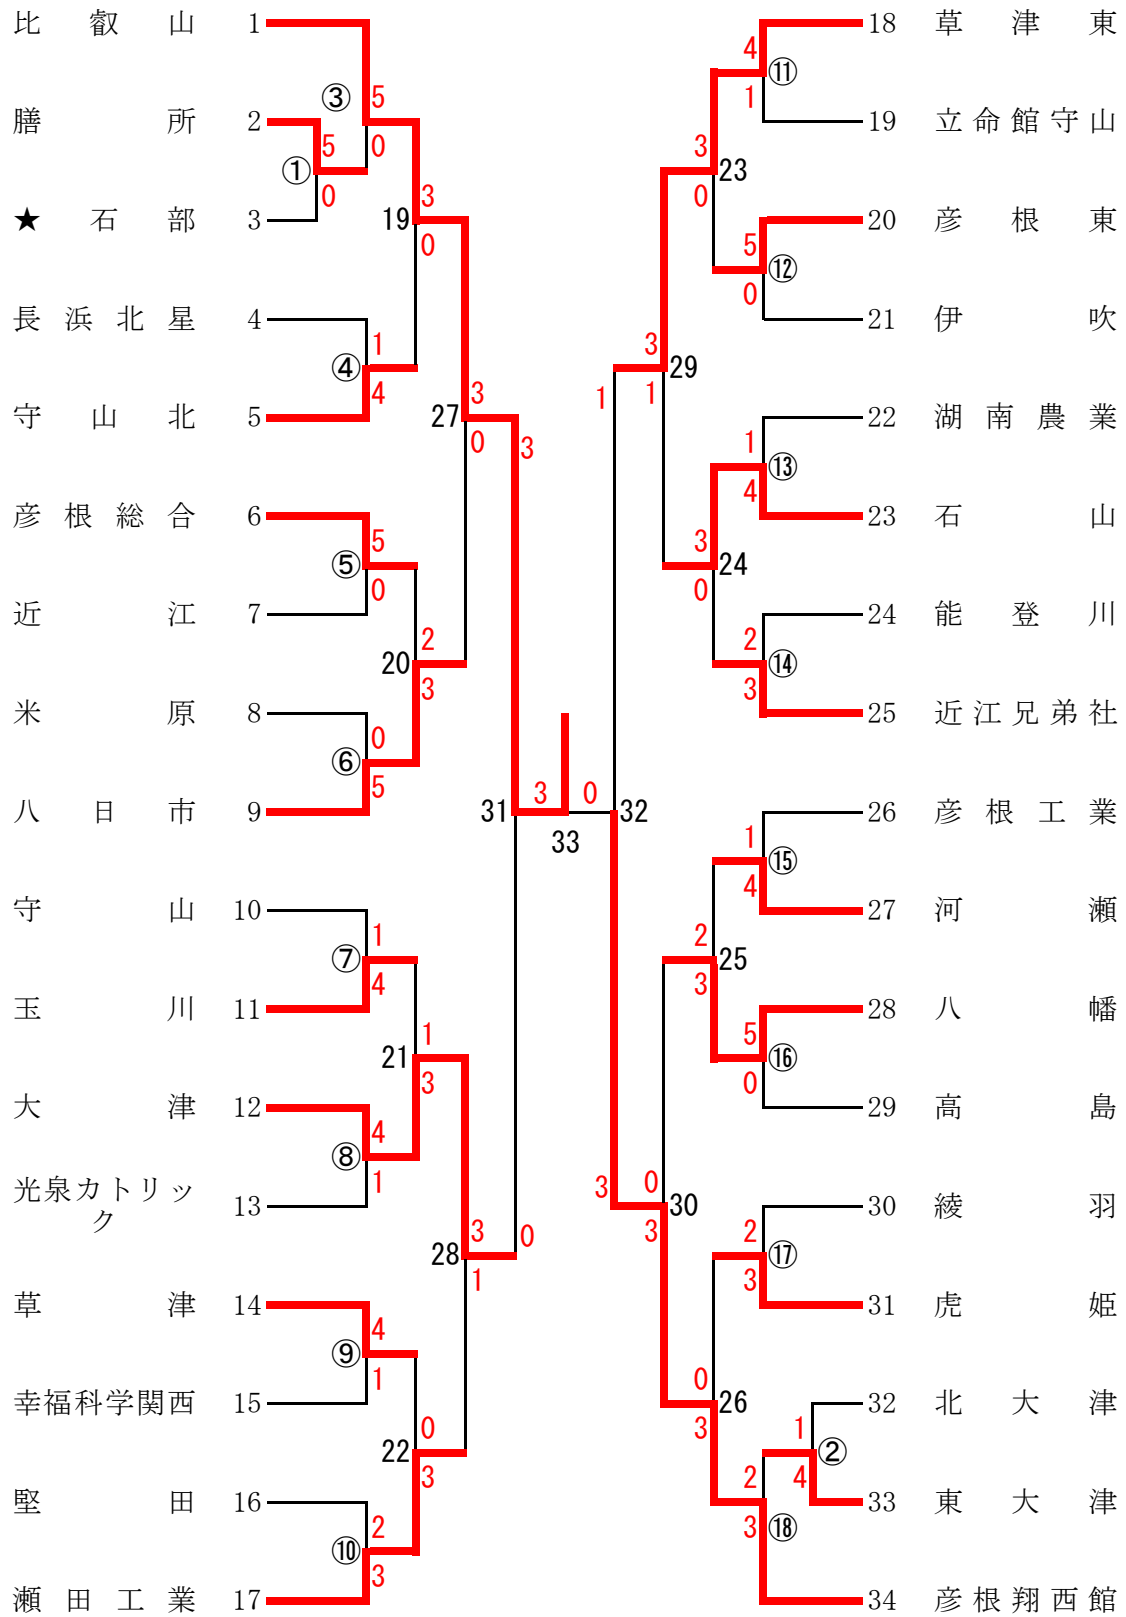 比叡山 1
膳所 2
★ 石部 3
長浜北星 4
守山北 5
彦根総合 6
近江 7
米原 8
八日市 9
守山 10
玉川 11
大津 12
光泉カトリッ
ク 13
草津 14
幸福科学関西 15
堅田 16
瀬田工業 17
① 5 0
③ 5 0
④ 1 4
⑤ 5 0
⑥ 0 5
⑦ 1 4
⑧ 4 1
⑨ 4 1
⑩ 2 3
19 3 0
20 2 3
21 1 3
22 0 3
27 3 0
28 3 1
31 3 0
33 3 0
32 1 3
29 3 1
30 0 3
23 3 0
24 3 0
25 2 3
26 0 3
⑪ 4 1
⑫ 5 0
⑬ 1 4
⑭ 2 3
⑮ 1 4
⑯ 5 0
⑰ 2 3
② 1 4
⑱ 2 3
18 草津東
19 立命館守山
20 彦根東
21 伊吹
22 湖南農業
23 石山
24 能登川
25 近江兄弟社
26 彦根工業
27 河瀬
28 八幡
29 高島
30 綾羽
31 虎姫
32 北大津
33 東大津
34 彦根翔西館